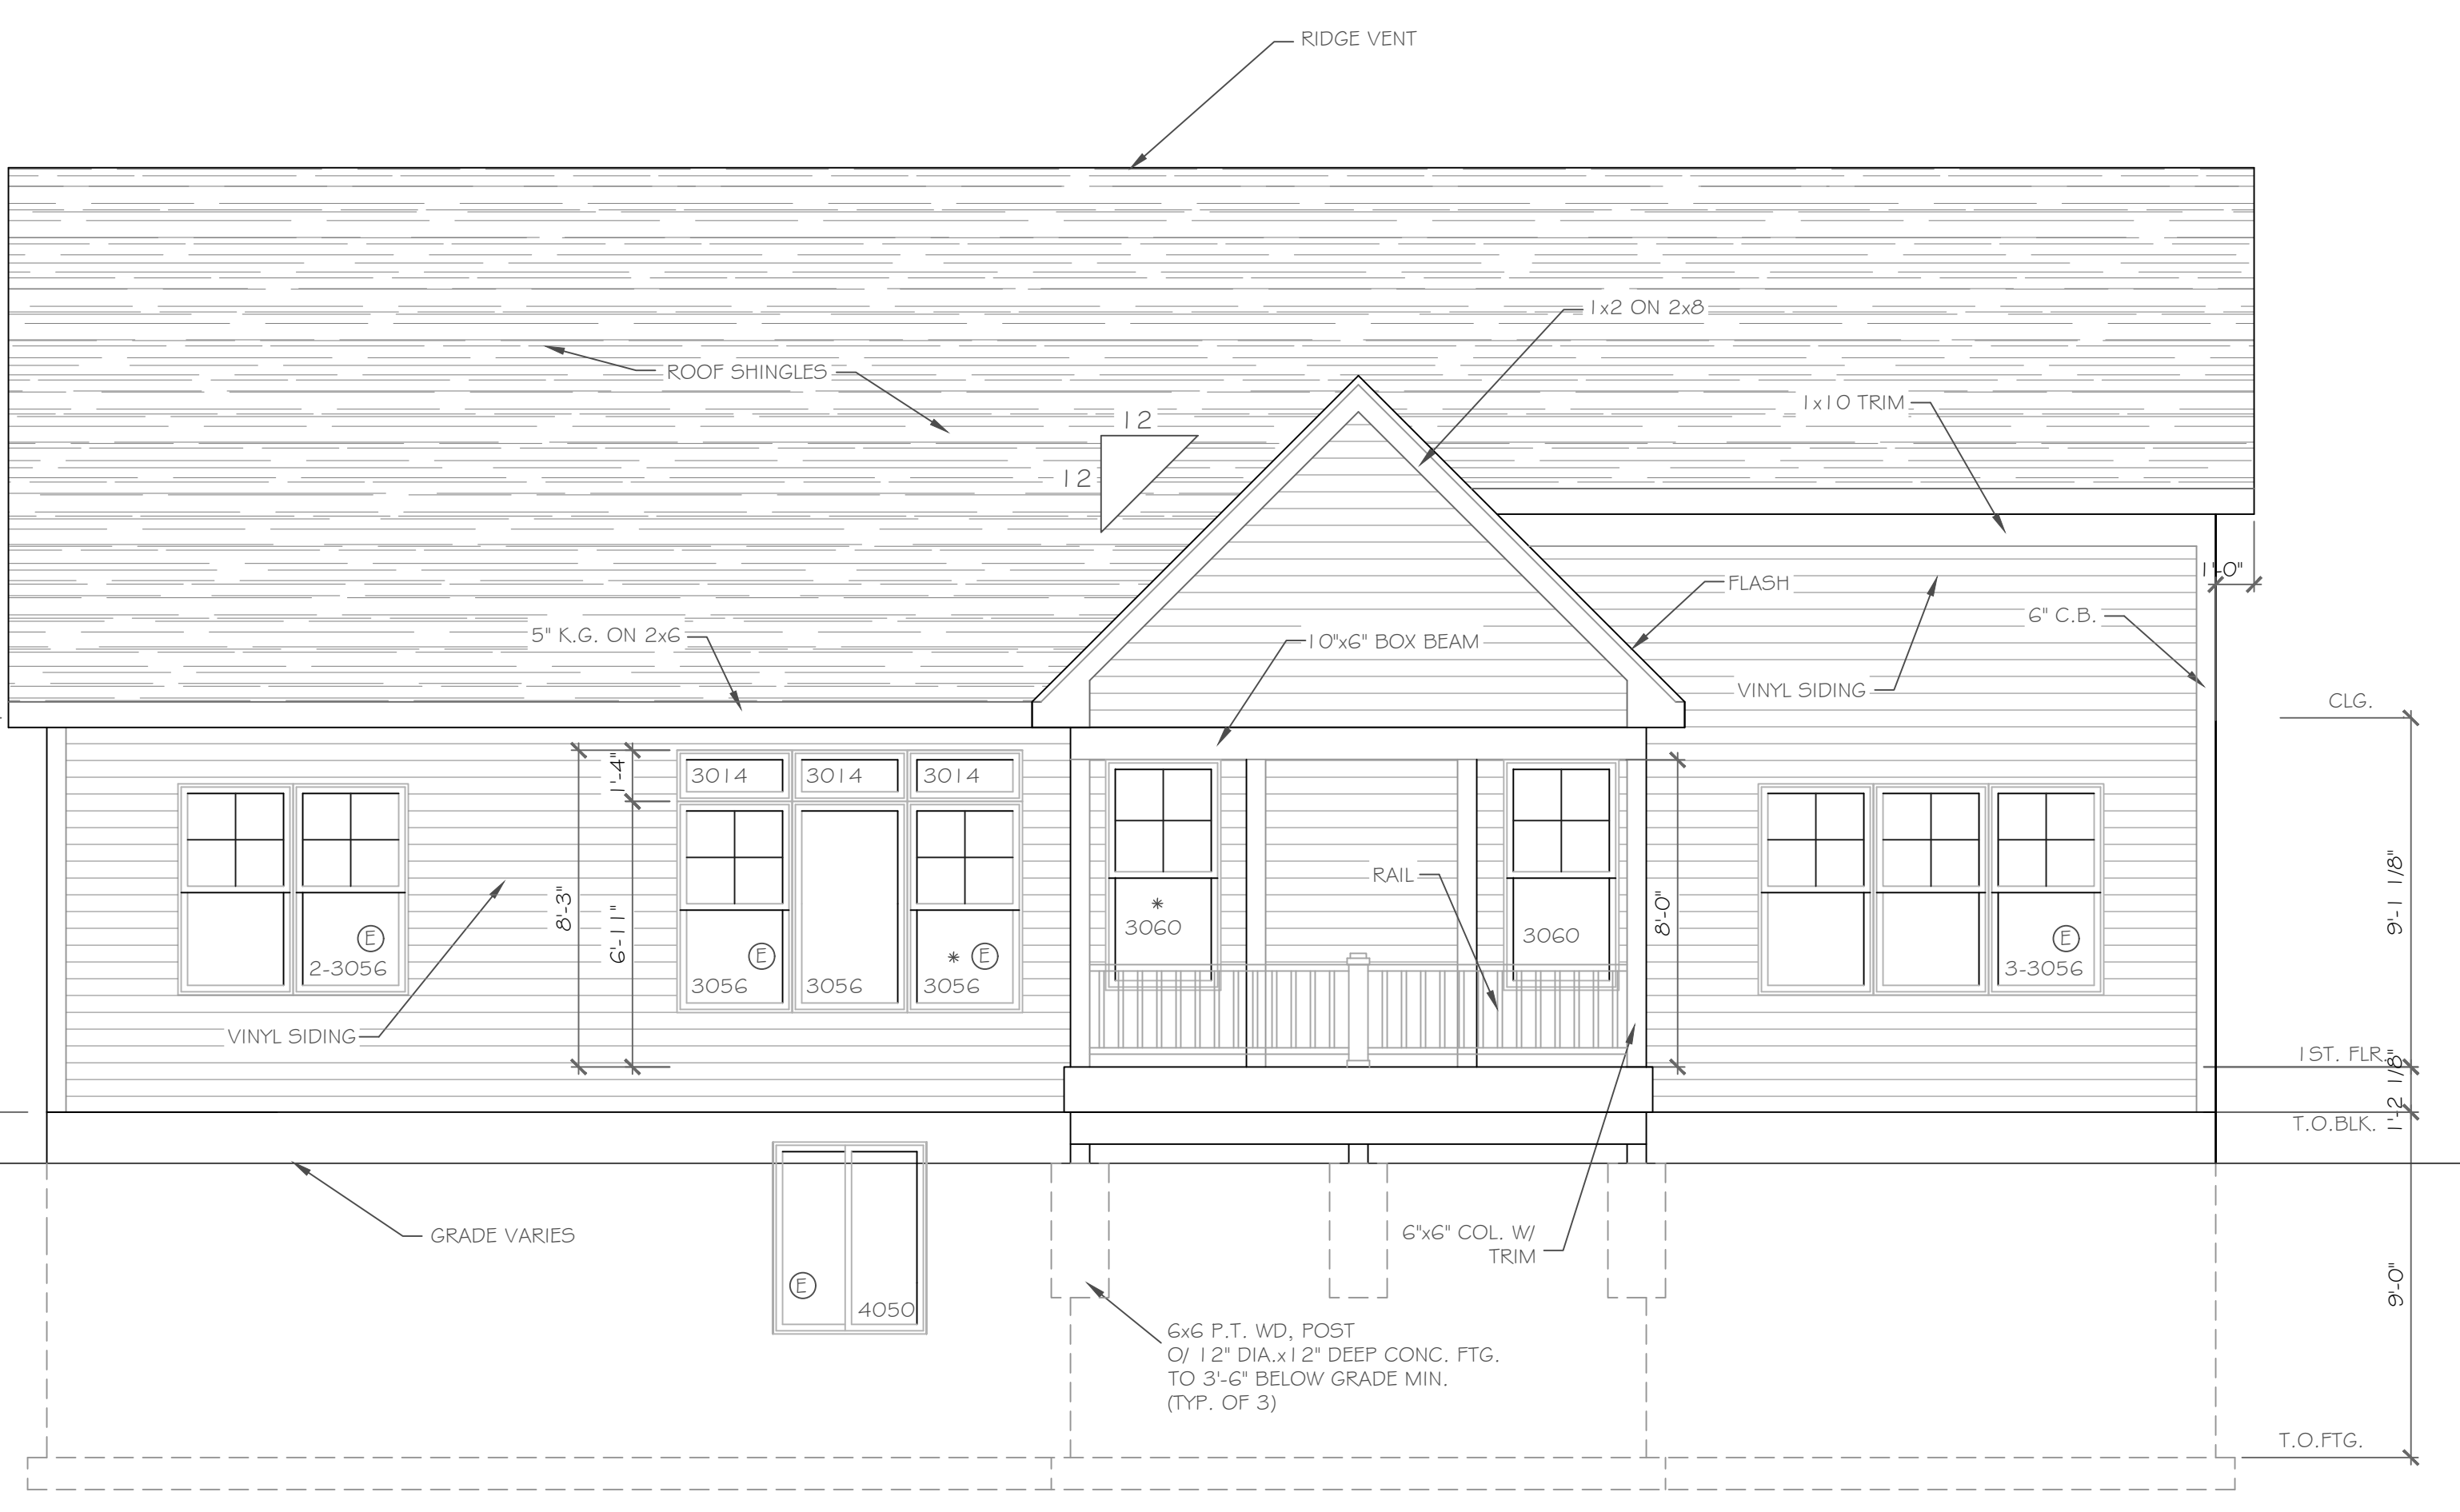 RIDGE VENT
1x2 ON 2x8
ROOF SHINGLES
1x10 TRIM
12
12
1'-0"
FLASH
6" C.B.
5" K.G. ON 2x6
10"x6" BOX BEAM
VINYL SIDING
CLG.
1'-4"
3014
3014
3014
8'-3"
6'-11"
RAIL
8'-0"
9'-1 1/8"
*
3060
3060
E
2-3056
E
3056
3056
* E
3056
E
3-3056
VINYL SIDING
1ST. FLR.
1'-2 1/8"
T.O.BLK.
GRADE VARIES
6"x6" COL. W/
TRIM
E
4050
9'-0"
6x6 P.T. WD, POST
O/ 12" DIA.x12" DEEP CONC. FTG.
TO 3'-6" BELOW GRADE MIN.
(TYP. OF 3)
T.O.FTG.